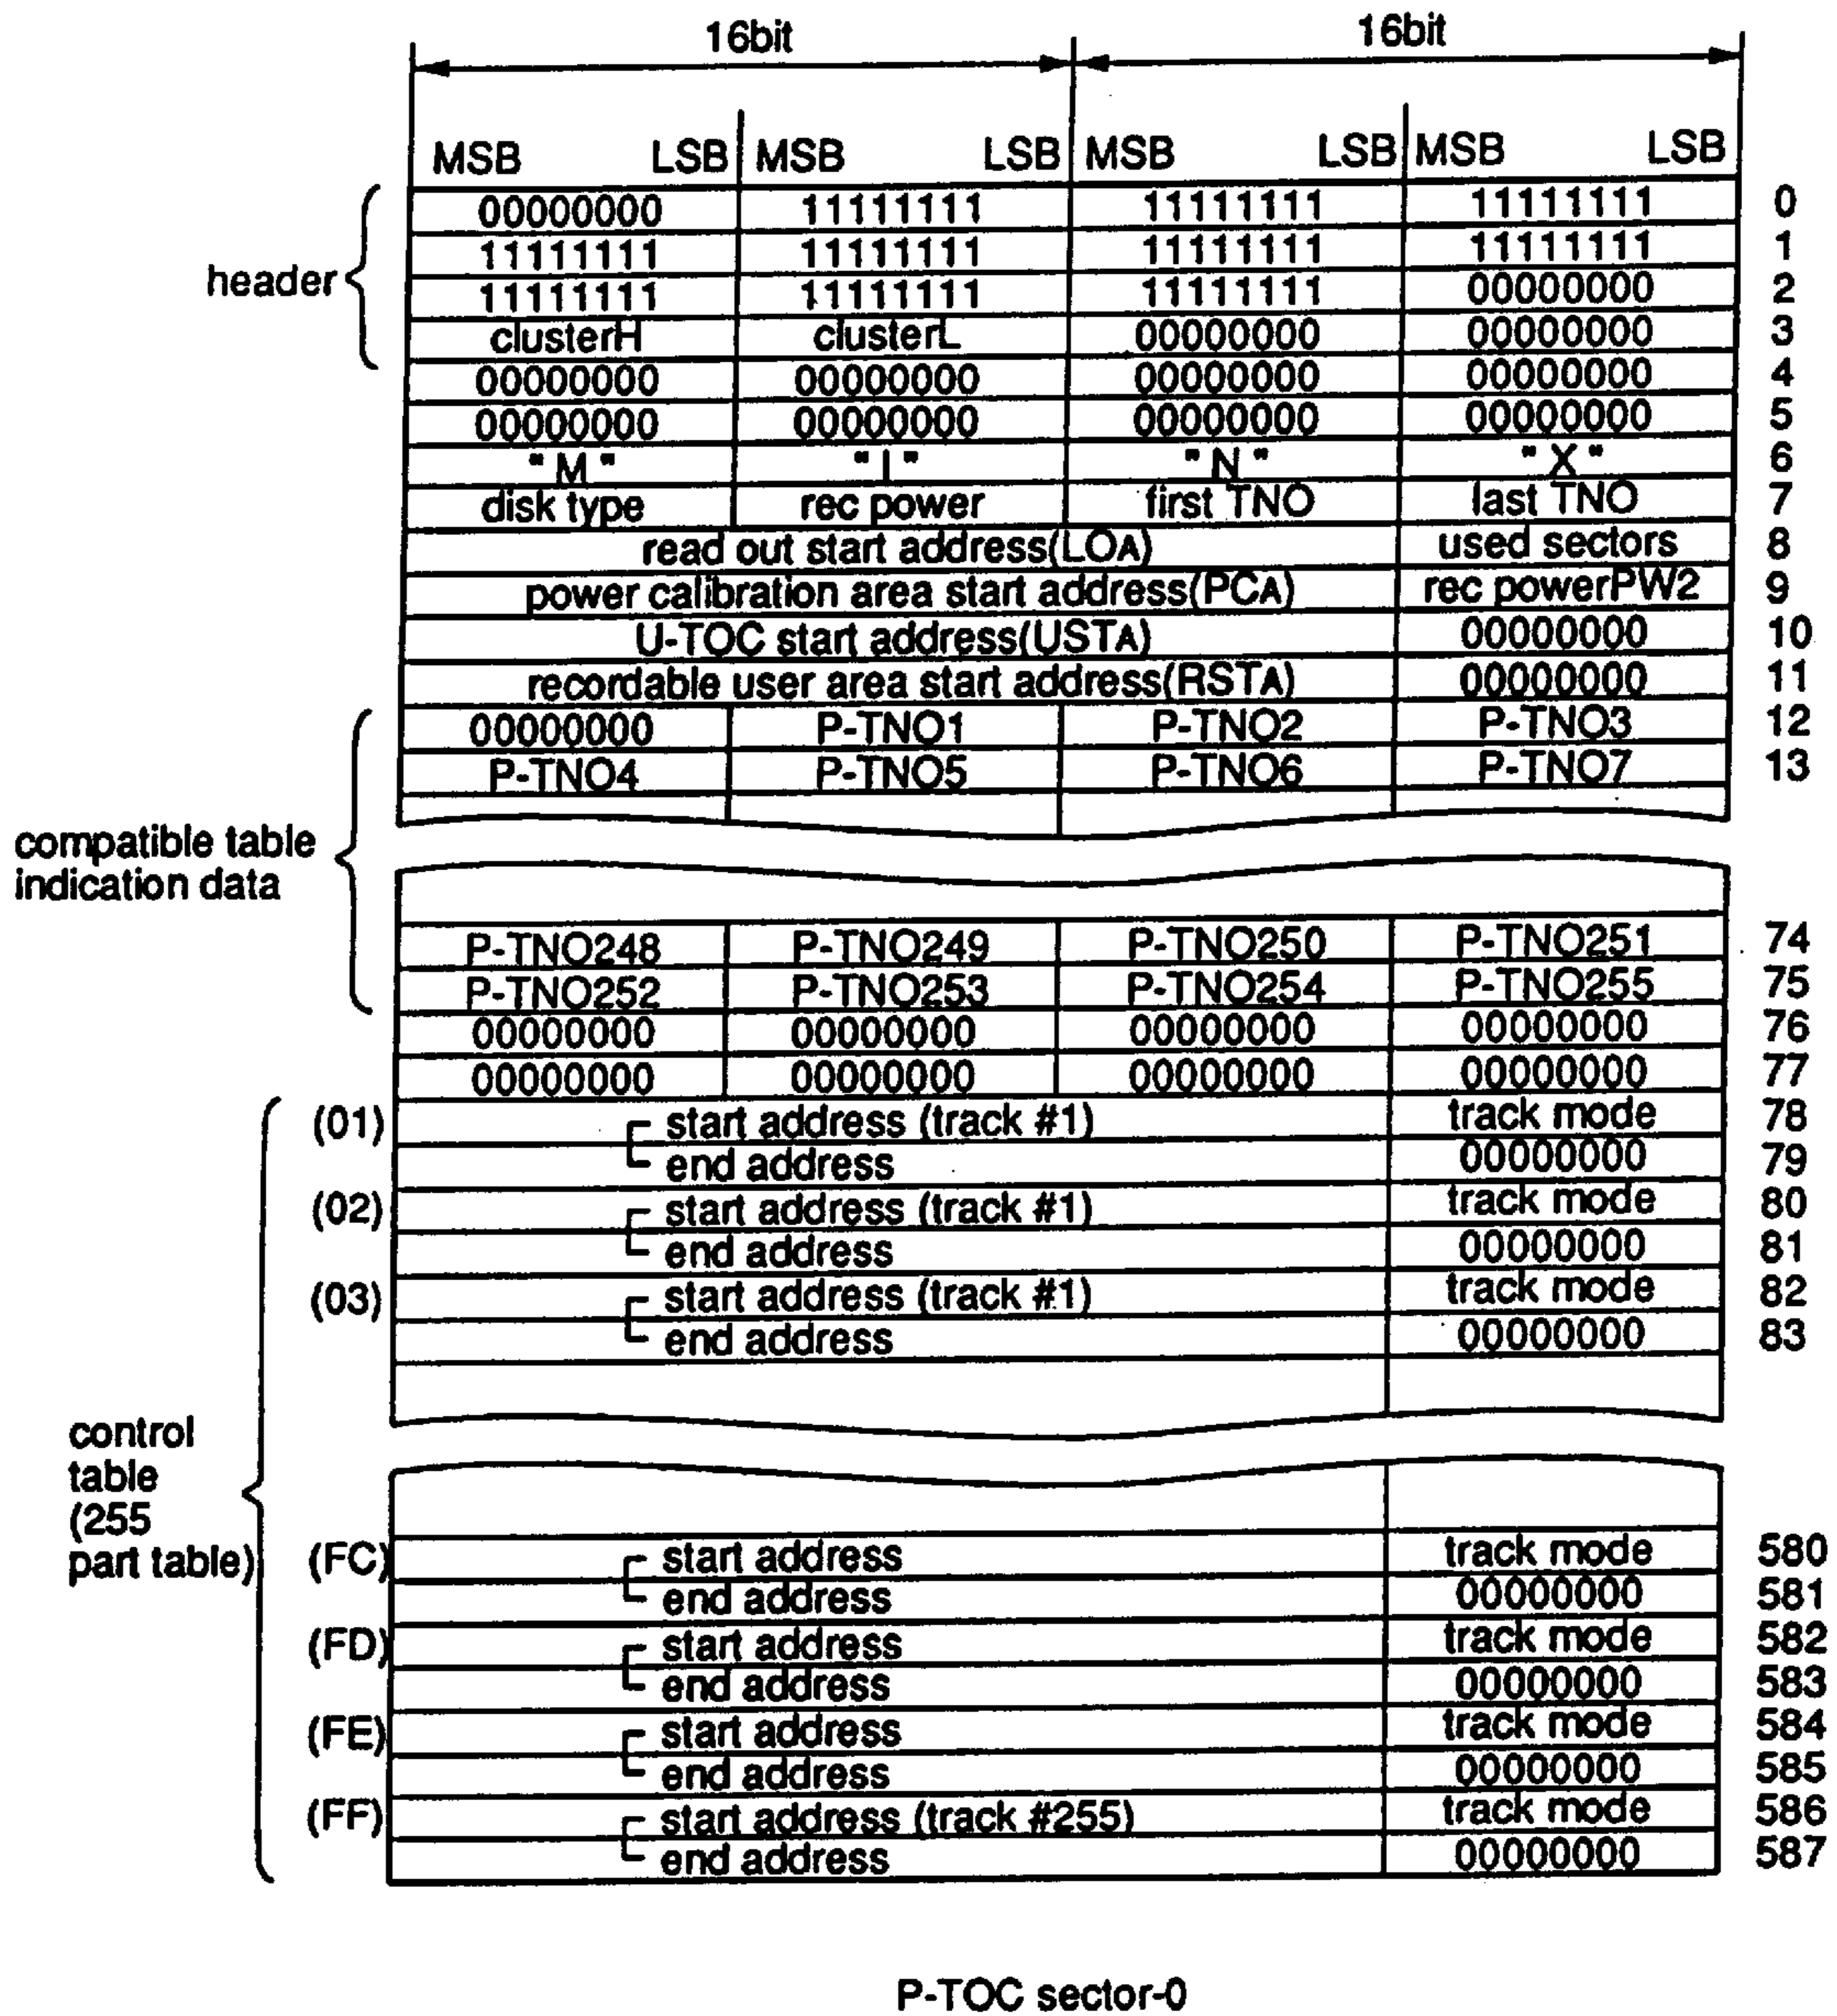 16bit 16bit
MSB LSB MSB LSB MSB LSB MSB LSB
header
00000000 11111111 11111111 11111111 0
11111111 11111111 11111111 11111111 1
11111111 11111111 11111111 00000000 2
clusterH clusterL 00000000 00000000 3
00000000 00000000 00000000 00000000 4
00000000 00000000 00000000 00000000 5
"M" "I" "N" "X" 6
disk type rec power first TNO last TNO 7
read out start address(LOA) used sectors 8
power calibration area start address(PCA) rec powerPW2 9
U-TOC start address(USTA) 00000000 10
recordable user area start address(RSTA) 00000000 11
compatible table
indication data
00000000 P-TNO1 P-TNO2 P-TNO3 12
P-TNO4 P-TNO5 P-TNO6 P-TNO7 13
P-TNO248 P-TNO249 P-TNO250 P-TNO251 74
P-TNO252 P-TNO253 P-TNO254 P-TNO255 75
00000000 00000000 00000000 00000000 76
00000000 00000000 00000000 00000000 77
control
table
(255
part table)
(01) start address (track #1) track mode 78
end address 00000000 79
(02) start address (track #1) track mode 80
end address 00000000 81
(03) start address (track #1) track mode 82
end address 00000000 83
(FC) start address track mode 580
end address 00000000 581
(FD) start address track mode 582
end address 00000000 583
(FE) start address track mode 584
end address 00000000 585
(FF) start address (track #255) track mode 586
end address 00000000 587
P-TOC sector-0